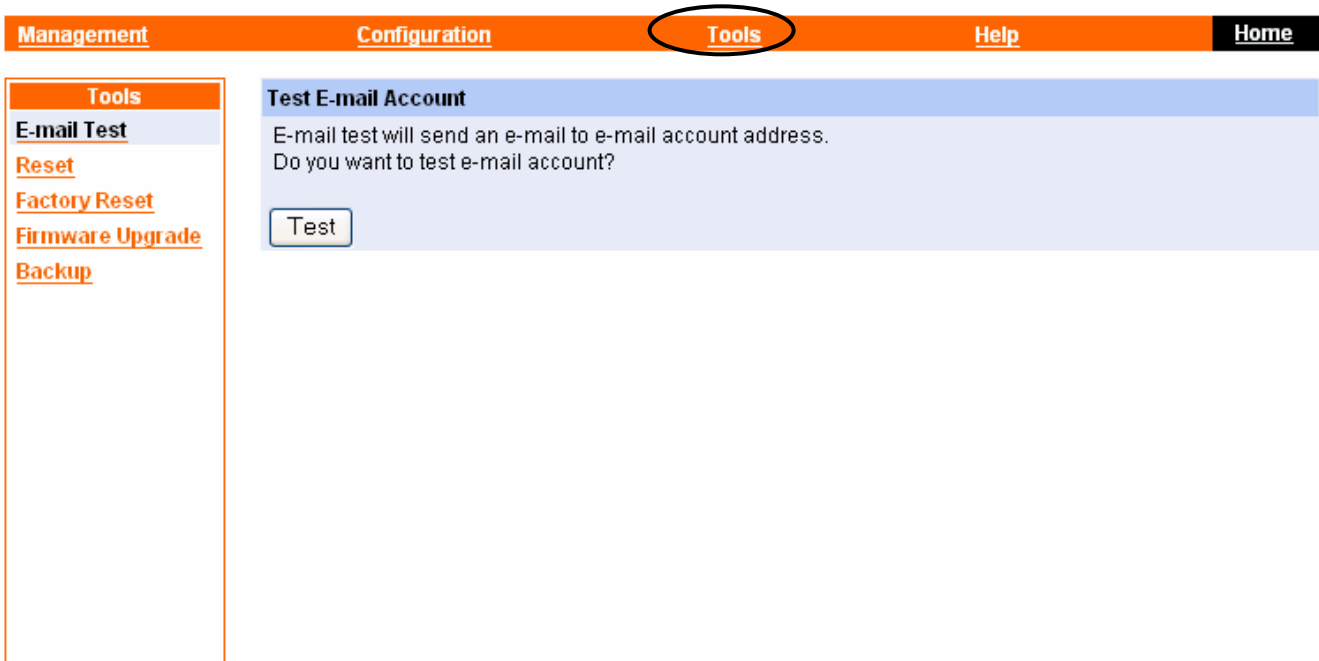 Management Configuration Tools Help Home
Tools
E-mail Test
Reset
Factory Reset
Firmware Upgrade
Backup
Test E-mail Account
E-mail test will send an e-mail to e-mail account address.
Do you want to test e-mail account?
Test